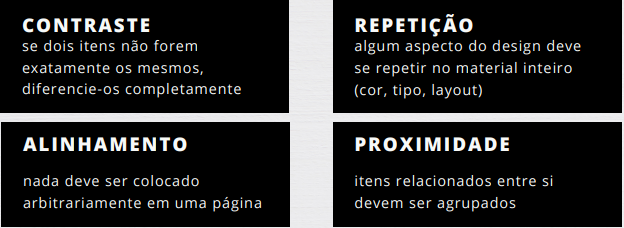 CONTRASTE
se dois itens não forem
exatamente os mesmos,
diferencie-os completamente
REPETIÇÃO
algum aspecto do design deve
se repetir no material inteiro
(cor, tipo, layout)
ALINHAMENTO
nada deve ser colocado
arbitrariamente em uma página
PROXIMIDADE
itens relacionados entre si
devem ser agrupados